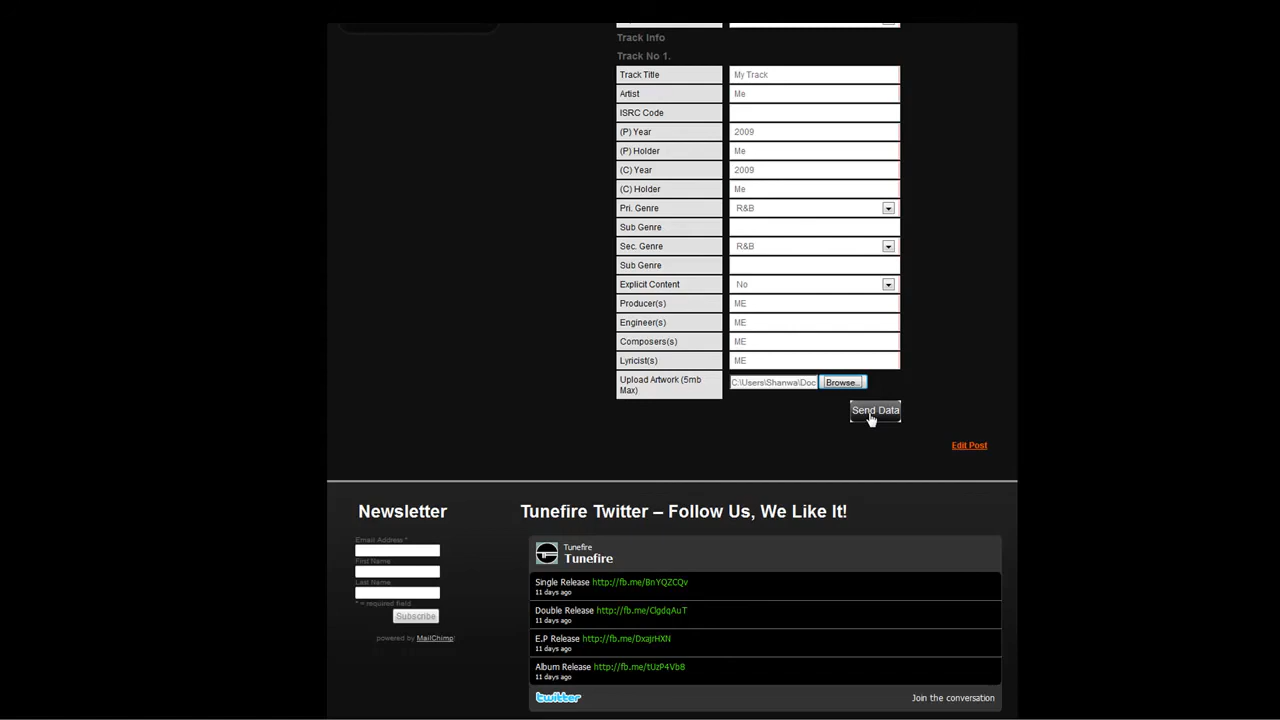 Track Info
Track No 1.
Track Title My Track
Artist Me
ISRC Code
(P) Year 2009
(P) Holder Me
(C) Year 2009
(C) Holder Me
Pri. Genre R&B
Sub Genre
Sec. Genre R&B
Sub Genre
Explicit Content No
Producer(s) ME
Engineer(s) ME
Composers(s) ME
Lyricist(s) ME
Upload Artwork (5mb
Max)
C:\Users\Shanwa\Doc Browse...
Send Data
Edit Post
Newsletter
Email Address *
First Name
Last Name
* = required field
Subscribe
powered by MailChimp!
Tunefire Twitter – Follow Us, We Like It!
Tunefire
Tunefire
Single Release http://fb.me/BnYQZCQv
11 days ago
Double Release http://fb.me/ClgdqAuT
11 days ago
E.P Release http://fb.me/DxajrHXN
11 days ago
Album Release http://fb.me/tUzP4Vb8
11 days ago
twitter Join the conversation